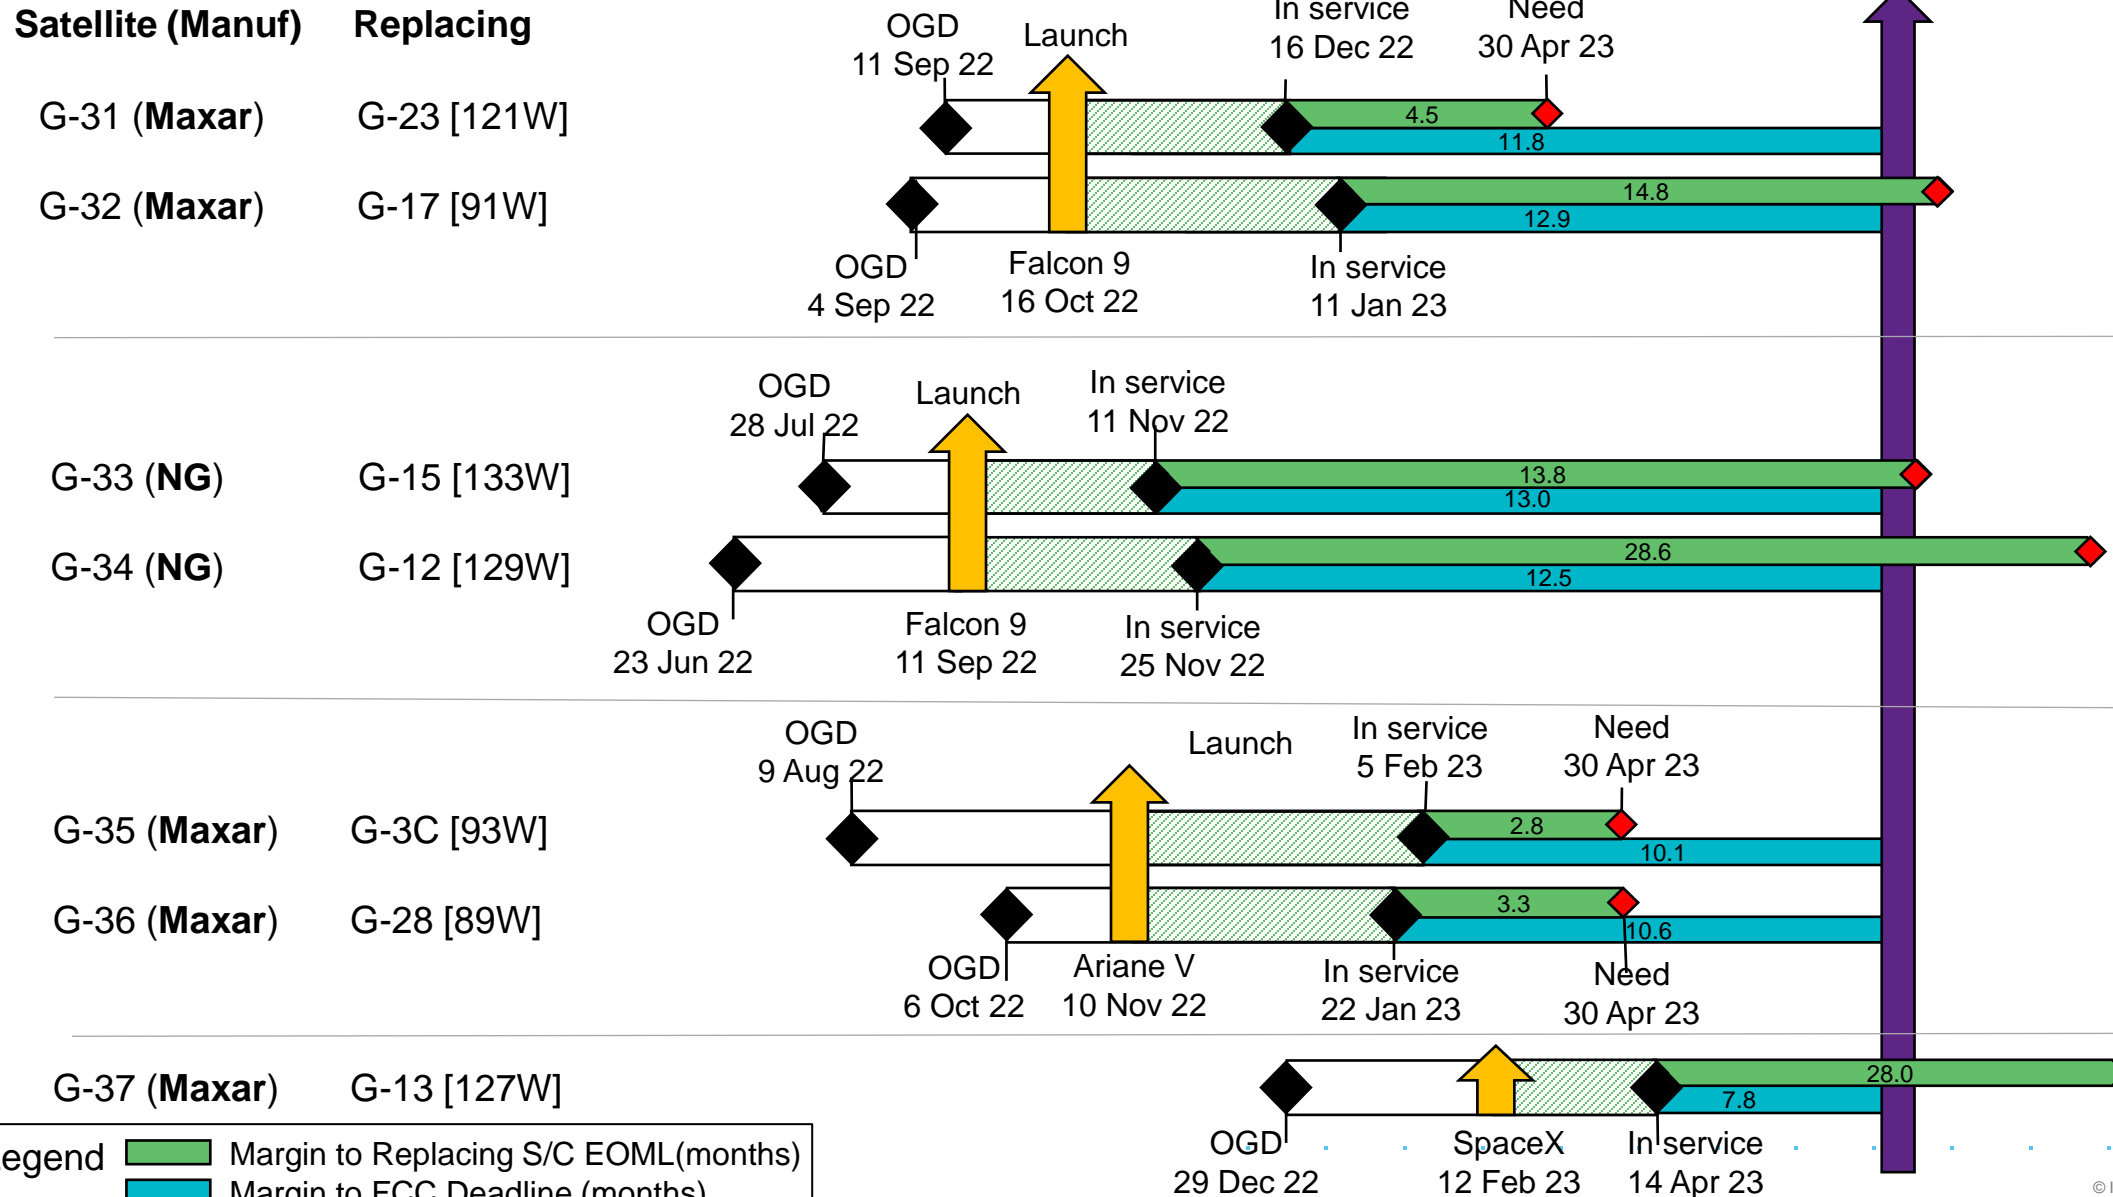 Satellite (Manuf) Replacing
OGD
11 Sep 22
Launch
In service
16 Dec 22
Need
30 Apr 23
G-31 (Maxar) G-23 [121W]
4.5
11.8
G-32 (Maxar) G-17 [91W]
14.8
12.9
OGD
4 Sep 22
Falcon 9
16 Oct 22
In service
11 Jan 23
OGD
28 Jul 22
Launch
In service
11 Nov 22
G-33 (NG) G-15 [133W]
13.8
13.0
G-34 (NG) G-12 [129W]
28.6
12.5
OGD
23 Jun 22
Falcon 9
11 Sep 22
In service
25 Nov 22
OGD
9 Aug 22
Launch
In service
5 Feb 23
Need
30 Apr 23
G-35 (Maxar) G-3C [93W]
2.8
10.1
G-36 (Maxar) G-28 [89W]
3.3
10.6
OGD
6 Oct 22
Ariane V
10 Nov 22
In service
22 Jan 23
Need
30 Apr 23
G-37 (Maxar) G-13 [127W]
28.0
7.8
OGD
29 Dec 22
SpaceX
12 Feb 23
In service
14 Apr 23
egend
Margin to Replacing S/C EOML(months)
Margin to FCC Deadline (months)
©